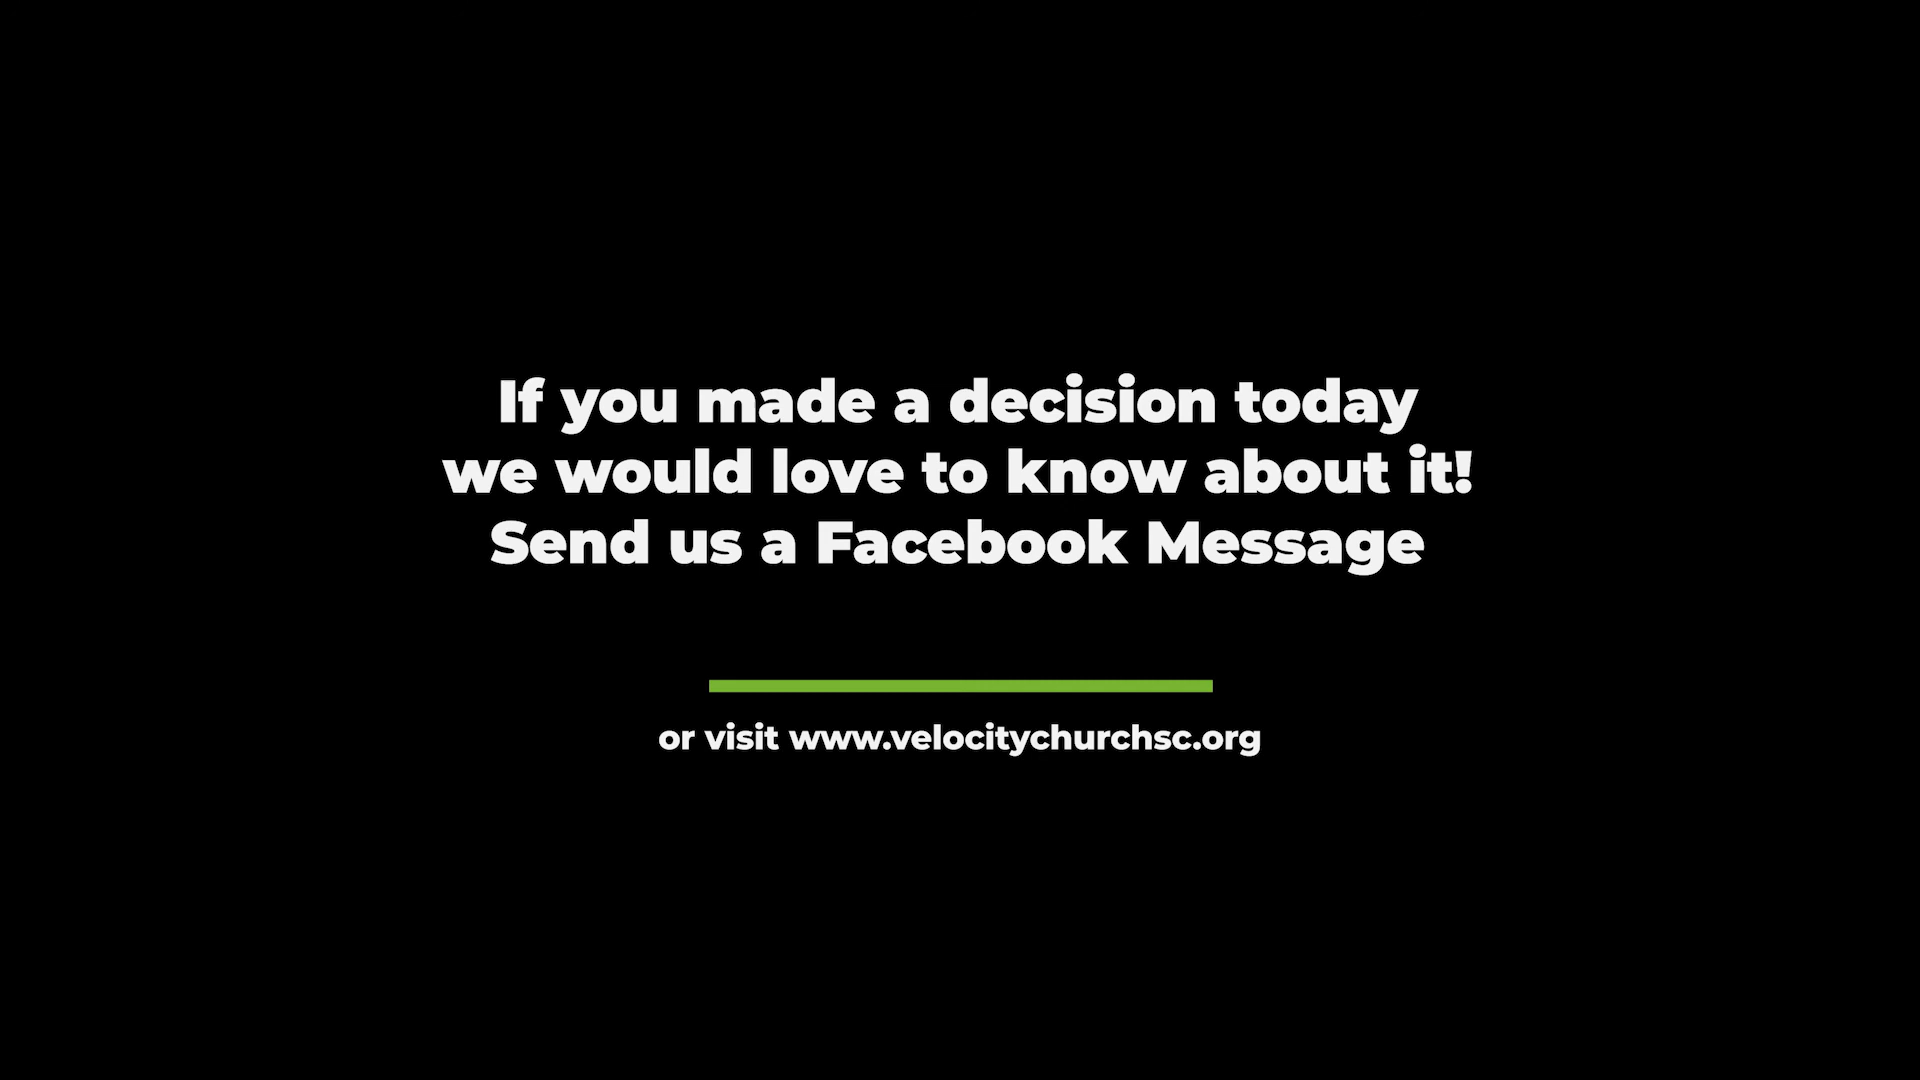 If you made a decision today
we would love to know about it!
Send us a Facebook Message
or visit www.velocitychurchsc.org